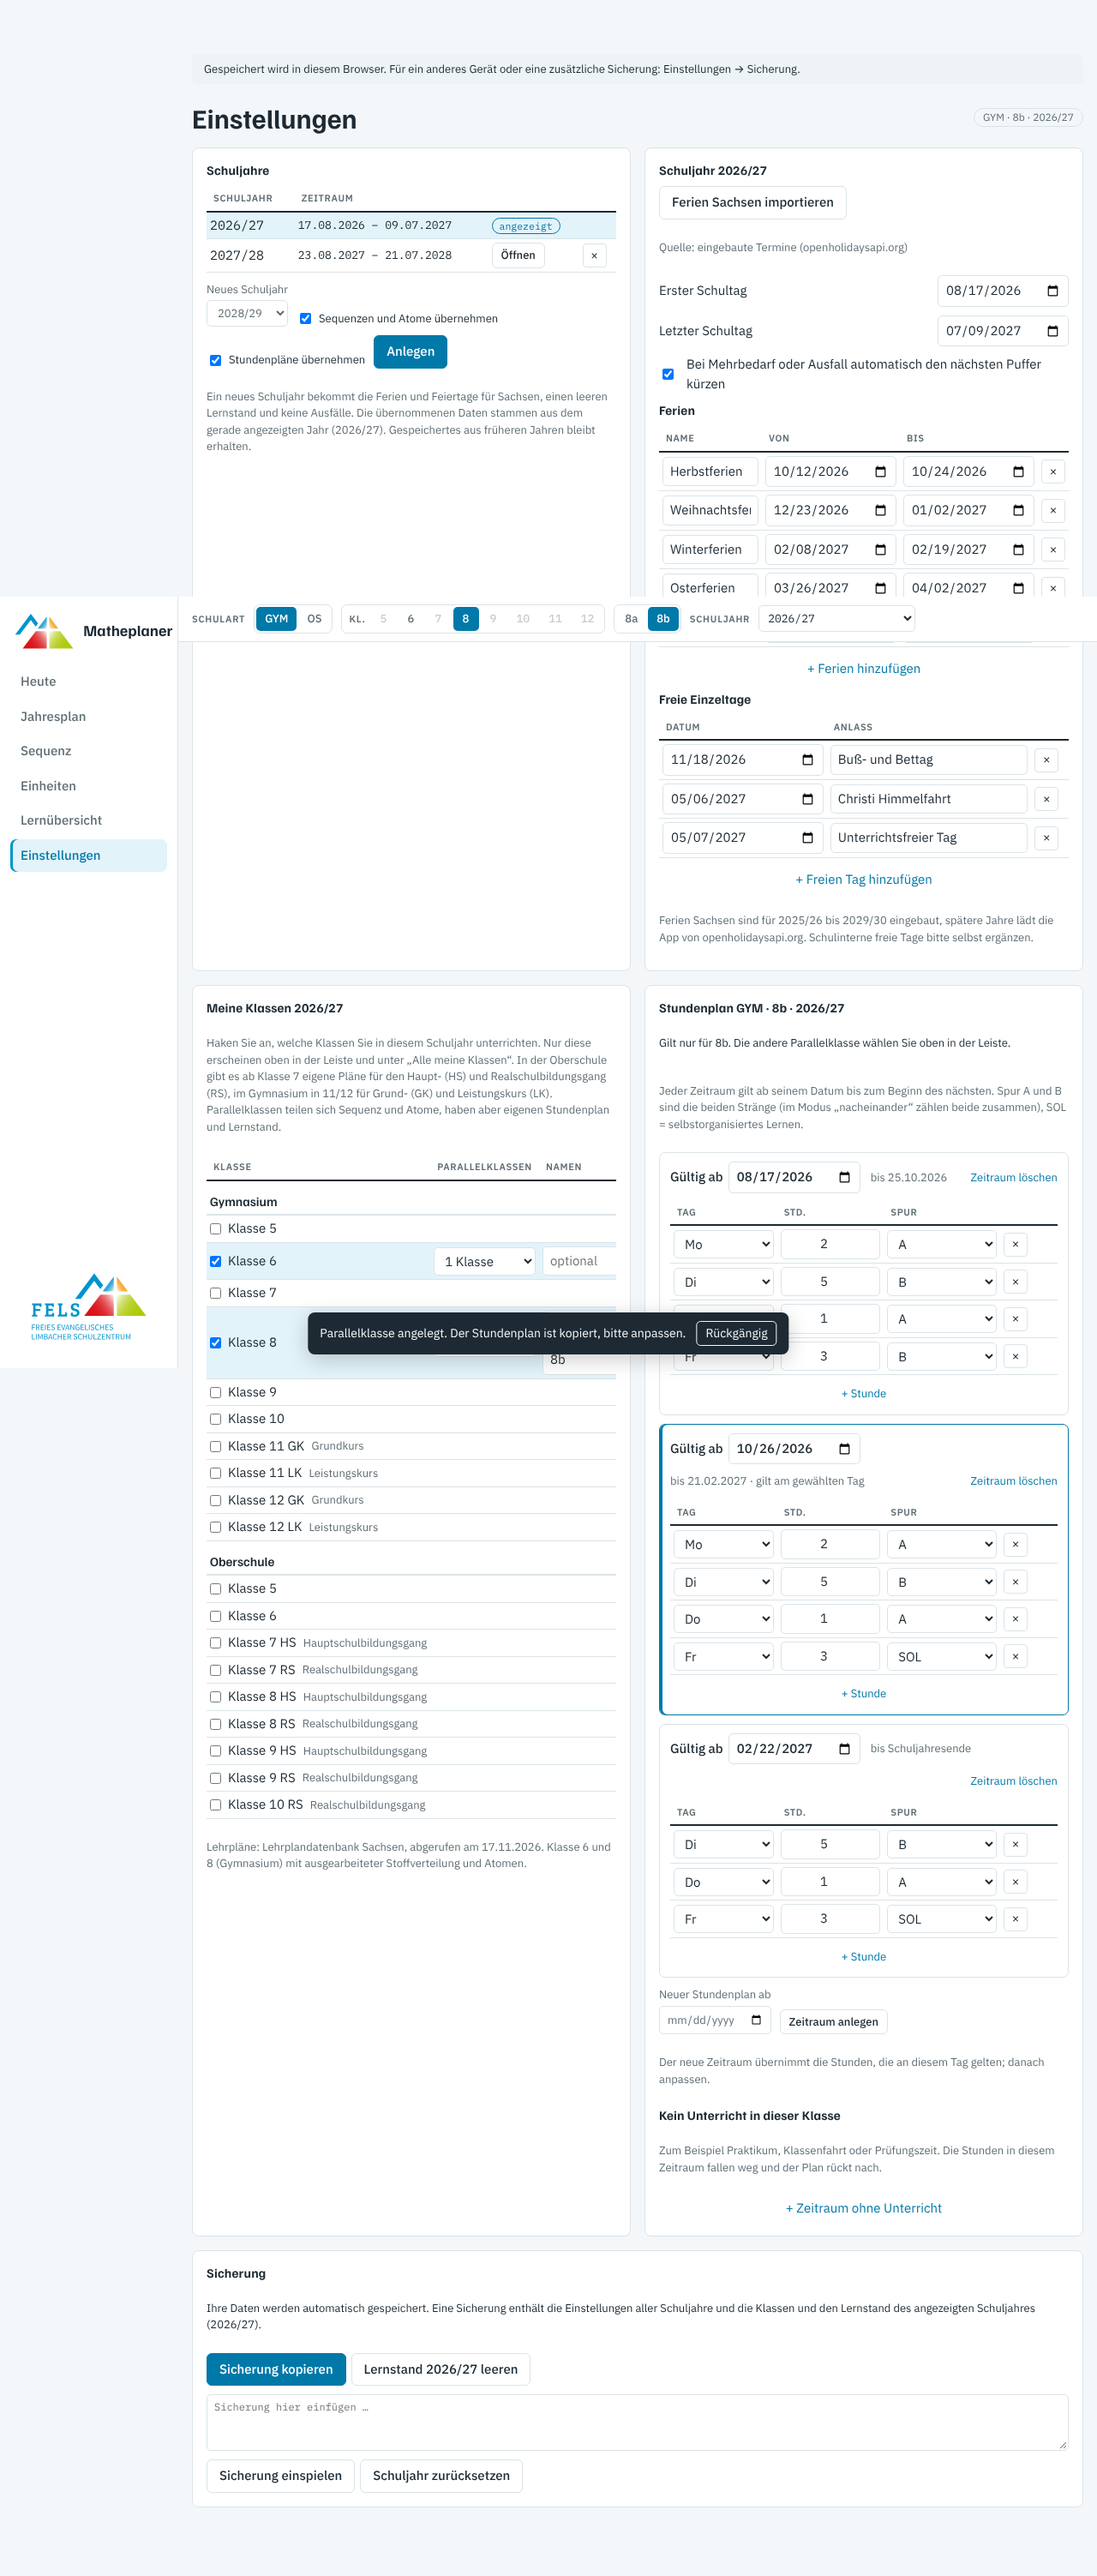 Gespeichert wird in diesem Browser. Für ein anderes Gerät oder eine zusätzliche Sicherung: Einstellungen → Sicherung.
Einstellungen
GYM · 8b · 2026/27
Schuljahre
SCHULJAHR ZEITRAUM
2026/27 17.08.2026 – 09.07.2027 angezeigt
2027/28 23.08.2027 – 21.07.2028 Öffnen ×
Neues Schuljahr
2028/29 Sequenzen und Atome übernehmen
Stundenpläne übernehmen Anlegen
Ein neues Schuljahr bekommt die Ferien und Feiertage für Sachsen, einen leeren
Lernstand und keine Ausfälle. Die übernommenen Daten stammen aus dem
gerade angezeigten Jahr (2026/27). Gespeichertes aus früheren Jahren bleibt
erhalten.
Schuljahr 2026/27
Ferien Sachsen importieren
Quelle: eingebaute Termine (openholidaysapi.org)
Erster Schultag 08/17/2026
Letzter Schultag 07/09/2027
Bei Mehrbedarf oder Ausfall automatisch den nächsten Puffer
kürzen
Ferien
NAME VON BIS
Herbstferien 10/12/2026 10/24/2026 ×
Weihnachtsfer 12/23/2026 01/02/2027 ×
Winterferien 02/08/2027 02/19/2027 ×
Osterferien 03/26/2027 04/02/2027 ×
Matheplaner
SCHULART GYM OS KL. 5 6 7 8 9 10 11 12 8a 8b SCHULJAHR 2026/27
Heute
Jahresplan
Sequenz
Einheiten
Lernübersicht
Einstellungen
FELS
FREIES EVANGELISCHES
LIMBACHER SCHULZENTRUM
+ Ferien hinzufügen
Freie Einzeltage
DATUM ANLASS
11/18/2026 Buß- und Bettag ×
05/06/2027 Christi Himmelfahrt ×
05/07/2027 Unterrichtsfreier Tag ×
+ Freien Tag hinzufügen
Ferien Sachsen sind für 2025/26 bis 2029/30 eingebaut, spätere Jahre lädt die
App von openholidaysapi.org. Schulinterne freie Tage bitte selbst ergänzen.
Meine Klassen 2026/27
Haken Sie an, welche Klassen Sie in diesem Schuljahr unterrichten. Nur diese
erscheinen oben in der Leiste und unter „Alle meine Klassen“. In der Oberschule
gibt es ab Klasse 7 eigene Pläne für den Haupt- (HS) und Realschulbildungsgang
(RS), im Gymnasium in 11/12 für Grund- (GK) und Leistungskurs (LK).
Parallelklassen teilen sich Sequenz und Atome, haben aber eigenen Stundenplan
und Lernstand.
KLASSE PARALLELKLASSEN NAMEN
Gymnasium
Klasse 5
Klasse 6 1 Klasse optional
Klasse 7
Klasse 8
8b
Klasse 9
Klasse 10
Klasse 11 GK Grundkurs
Klasse 11 LK Leistungskurs
Klasse 12 GK Grundkurs
Klasse 12 LK Leistungskurs
Oberschule
Klasse 5
Klasse 6
Klasse 7 HS Hauptschulbildungsgang
Klasse 7 RS Realschulbildungsgang
Klasse 8 HS Hauptschulbildungsgang
Klasse 8 RS Realschulbildungsgang
Klasse 9 HS Hauptschulbildungsgang
Klasse 9 RS Realschulbildungsgang
Klasse 10 RS Realschulbildungsgang
Lehrpläne: Lehrplandatenbank Sachsen, abgerufen am 17.11.2026. Klasse 6 und
8 (Gymnasium) mit ausgearbeiteter Stoffverteilung und Atomen.
Parallelklasse angelegt. Der Stundenplan ist kopiert, bitte anpassen. Rückgängig
Stundenplan GYM · 8b · 2026/27
Gilt nur für 8b. Die andere Parallelklasse wählen Sie oben in der Leiste.
Jeder Zeitraum gilt ab seinem Datum bis zum Beginn des nächsten. Spur A und B
sind die beiden Stränge (im Modus „nacheinander“ zählen beide zusammen), SOL
= selbstorganisiertes Lernen.
Gültig ab 08/17/2026 bis 25.10.2026 Zeitraum löschen
TAG STD. SPUR
Mo 2 A ×
Di 5 B ×
1 A ×
Fr 3 B ×
+ Stunde
Gültig ab 10/26/2026
bis 21.02.2027 · gilt am gewählten Tag Zeitraum löschen
TAG STD. SPUR
Mo 2 A ×
Di 5 B ×
Do 1 A ×
Fr 3 SOL ×
+ Stunde
Gültig ab 02/22/2027 bis Schuljahresende
Zeitraum löschen
TAG STD. SPUR
Di 5 B ×
Do 1 A ×
Fr 3 SOL ×
+ Stunde
Neuer Stundenplan ab
mm/dd/yyyy Zeitraum anlegen
Der neue Zeitraum übernimmt die Stunden, die an diesem Tag gelten; danach
anpassen.
Kein Unterricht in dieser Klasse
Zum Beispiel Praktikum, Klassenfahrt oder Prüfungszeit. Die Stunden in diesem
Zeitraum fallen weg und der Plan rückt nach.
+ Zeitraum ohne Unterricht
Sicherung
Ihre Daten werden automatisch gespeichert. Eine Sicherung enthält die Einstellungen aller Schuljahre und die Klassen und den Lernstand des angezeigten Schuljahres
(2026/27).
Sicherung kopieren Lernstand 2026/27 leeren
Sicherung hier einfügen …
Sicherung einspielen Schuljahr zurücksetzen